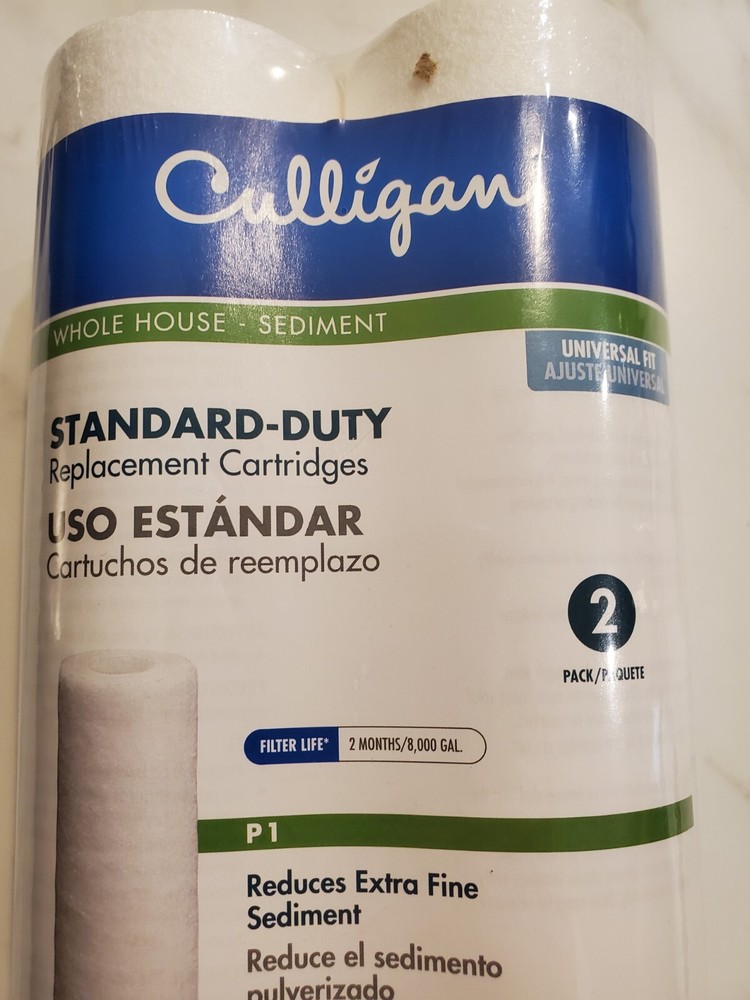 Culligan
WHOLE HOUSE - SEDIMENT
UNIVERSAL FIT
AJUSTE UNIVERSAL
STANDARD-DUTY
Replacement Cartridges
USO ESTÁNDAR
Cartuchos de reemplazo
2
PACK/PAQUETE
FILTER LIFE* 2 MONTHS/8,000 GAL.
P1
Reduces Extra Fine
Sediment
Reduce el sedimento
pulverizado